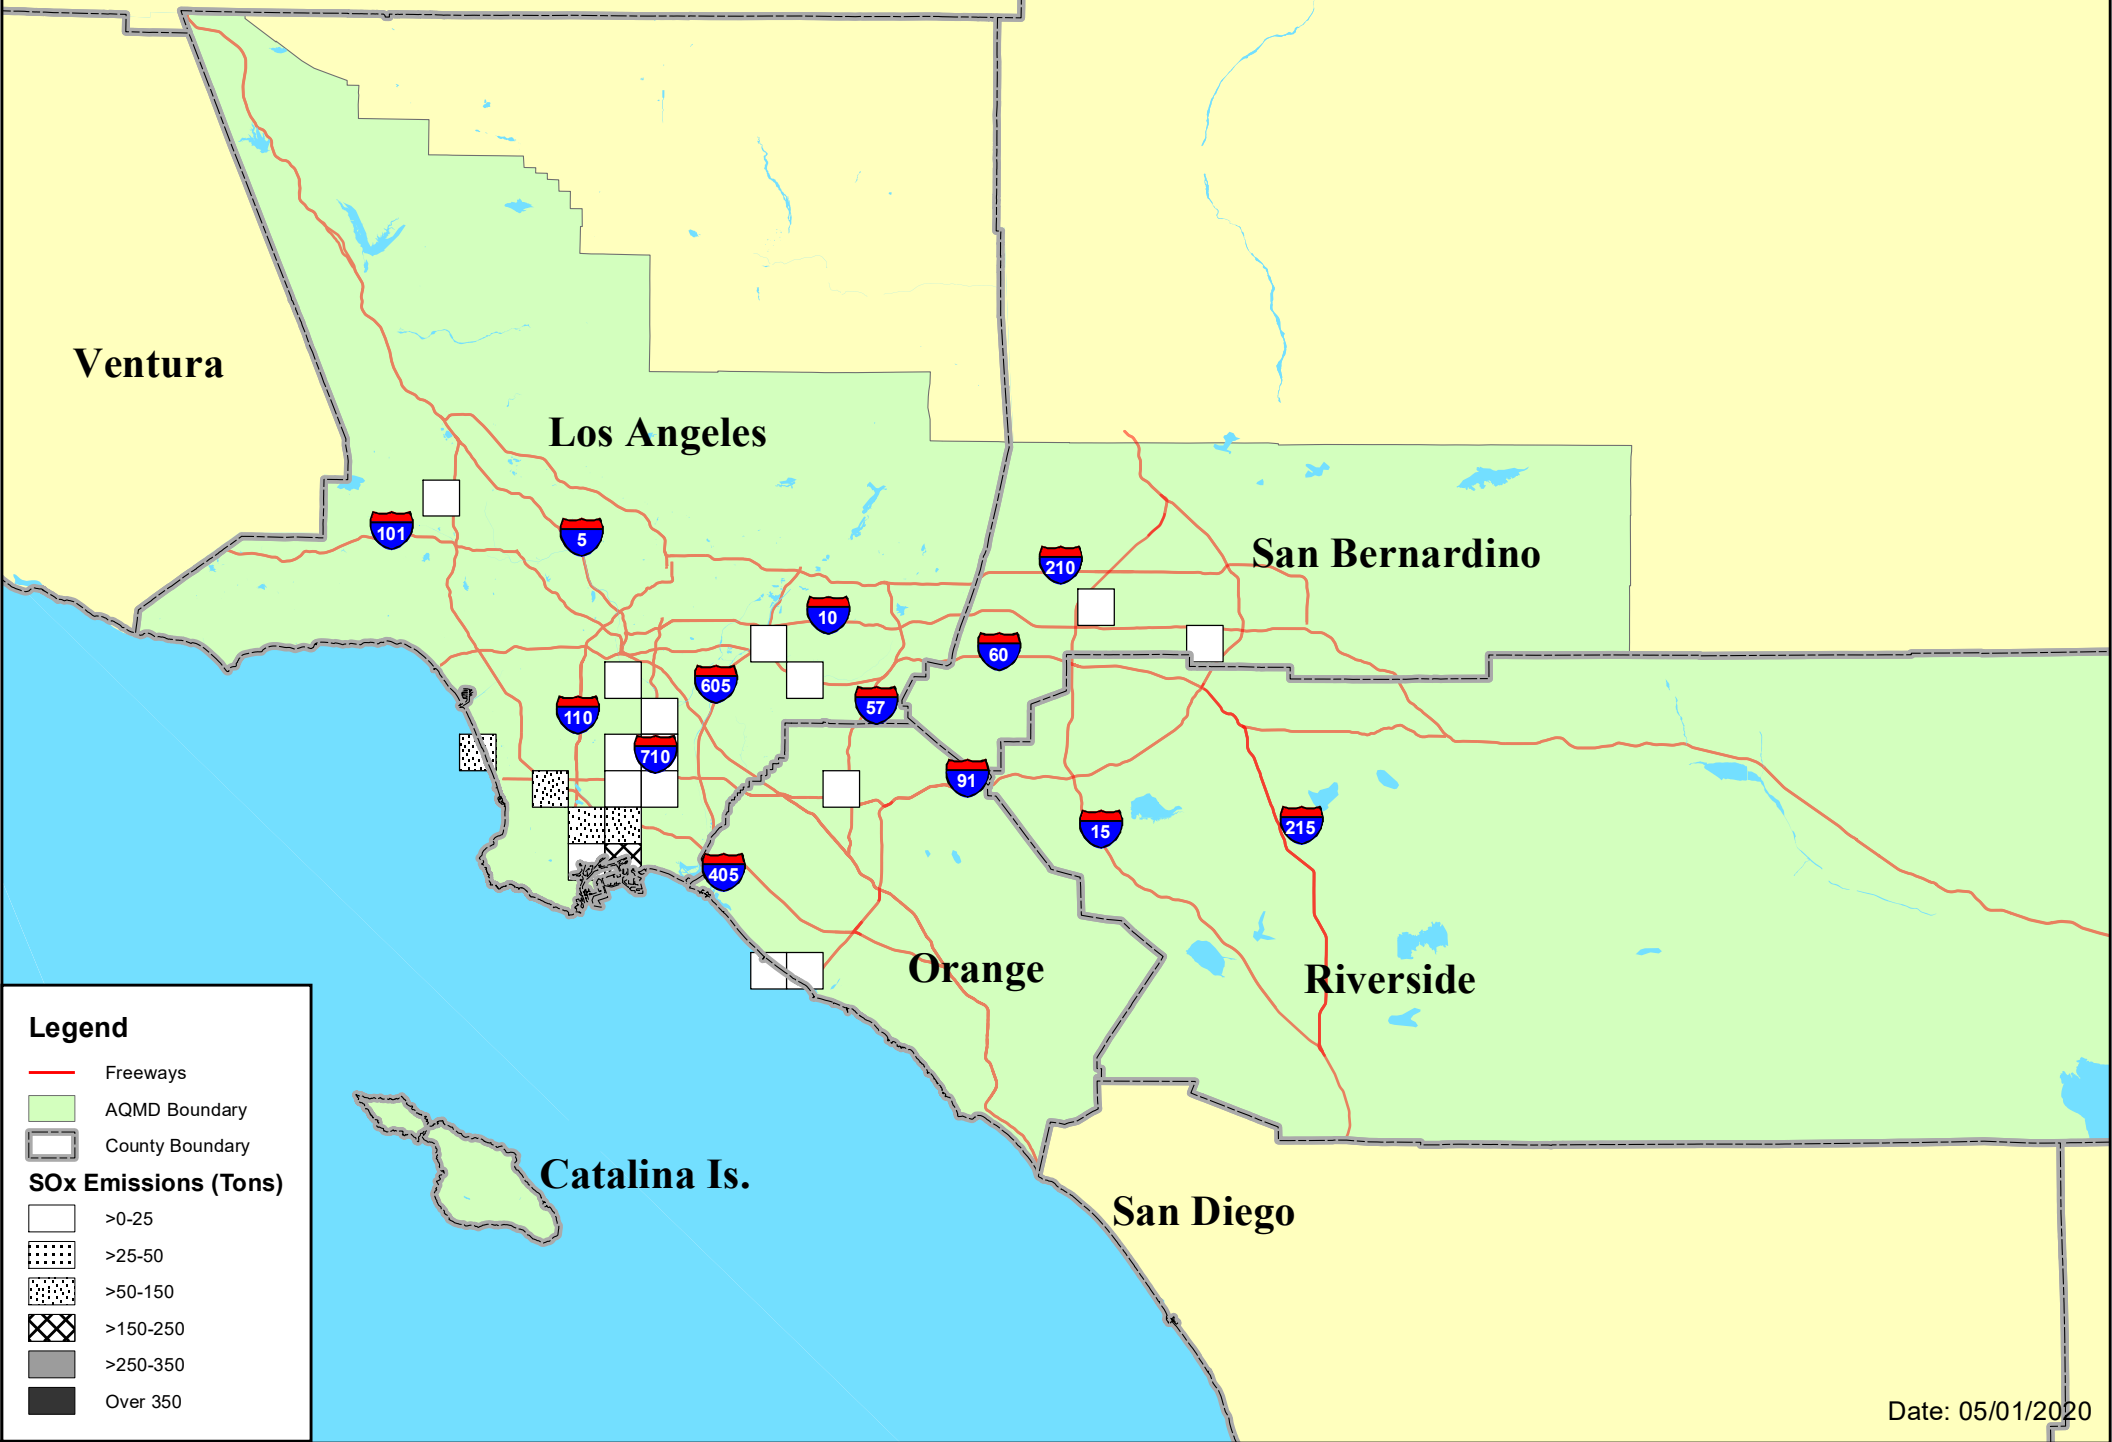 Ventura
Los Angeles
101
5
210
San Bernardino
10
60
605
57
110
710
91
15
215
405
Orange
Riverside
Catalina Is.
San Diego
Legend
Freeways
AQMD Boundary
County Boundary
SOx Emissions (Tons)
>0-25
>25-50
>50-150
>150-250
>250-350
Over 350
Date: 05/01/2020